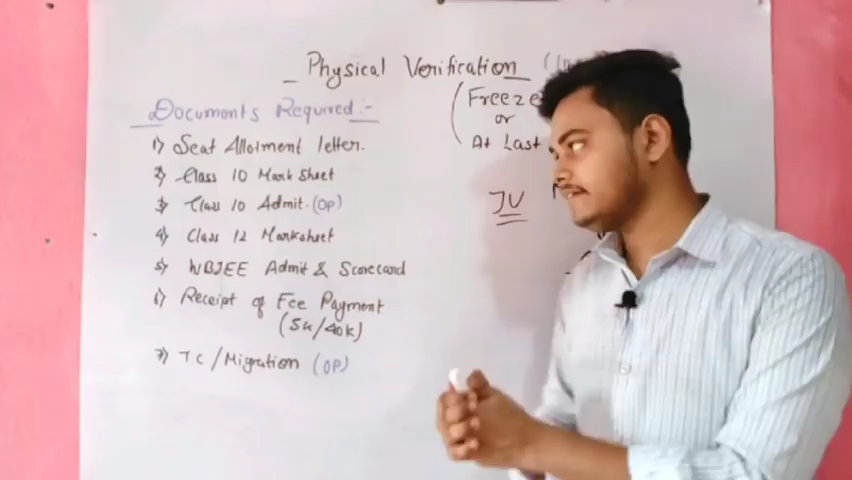 Physical Verification
(Freeze
or
At Last
JU
Documents Required :-
1) Seat Allotment letter.
2) Class 10 Mark Sheet
3) Class 10 Admit. (OP)
4) Class 12 Marksheet
5) WBJEE Admit & Scorecard
6) Receipt of Fee Payment
(5k/40k)
7) TC/Migration (OP)